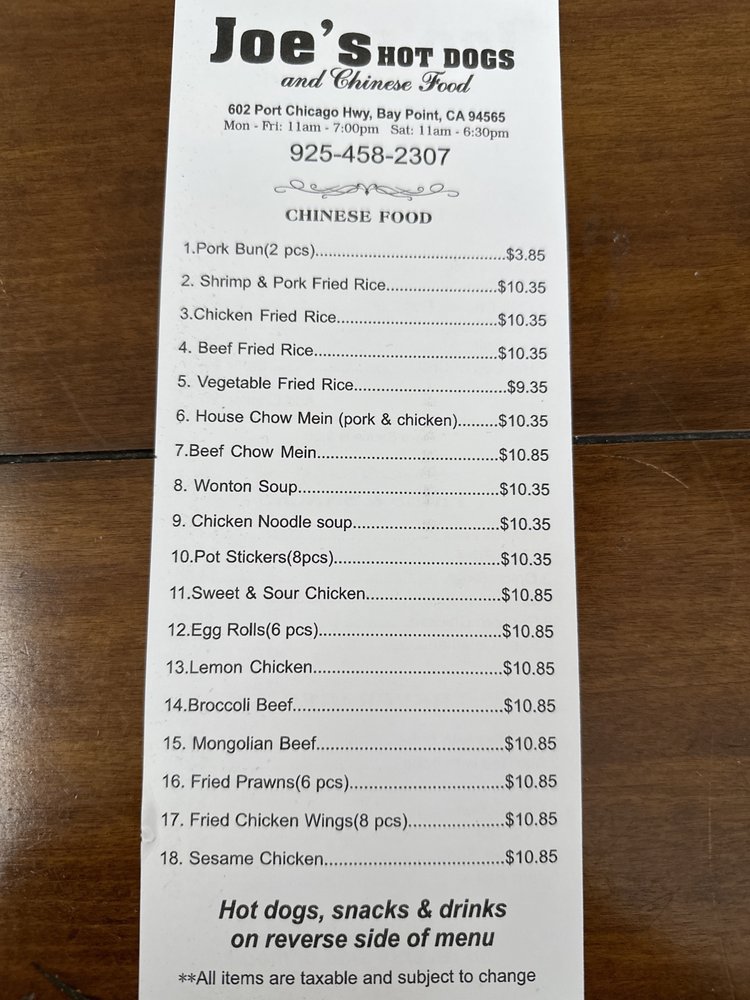 Joe's HOT DOGS
and Chinese Food
602 Port Chicago Hwy, Bay Point, CA 94565
Mon - Fri: 11am - 7:00pm Sat: 11am - 6:30pm
925-458-2307
CHINESE FOOD
1.Pork Bun(2 pcs)......................................$3.85
2. Shrimp & Pork Fried Rice.......................$10.35
3.Chicken Fried Rice.................................$10.35
4. Beef Fried Rice.....................................$10.35
5. Vegetable Fried Rice..............................$9.35
6. House Chow Mein (pork & chicken)........$10.35
7.Beef Chow Mein.....................................$10.85
8. Wonton Soup........................................$10.35
9. Chicken Noodle soup.............................$10.35
10.Pot Stickers(8pcs).................................$10.35
11.Sweet & Sour Chicken...........................$10.85
12.Egg Rolls(6 pcs)....................................$10.85
13.Lemon Chicken.....................................$10.85
14.Broccoli Beef.........................................$10.85
15. Mongolian Beef.....................................$10.85
16. Fried Prawns(6 pcs)..............................$10.85
17. Fried Chicken Wings(8 pcs)...................$10.85
18. Sesame Chicken...................................$10.85
Hot dogs, snacks & drinks
on reverse side of menu
**All items are taxable and subject to change